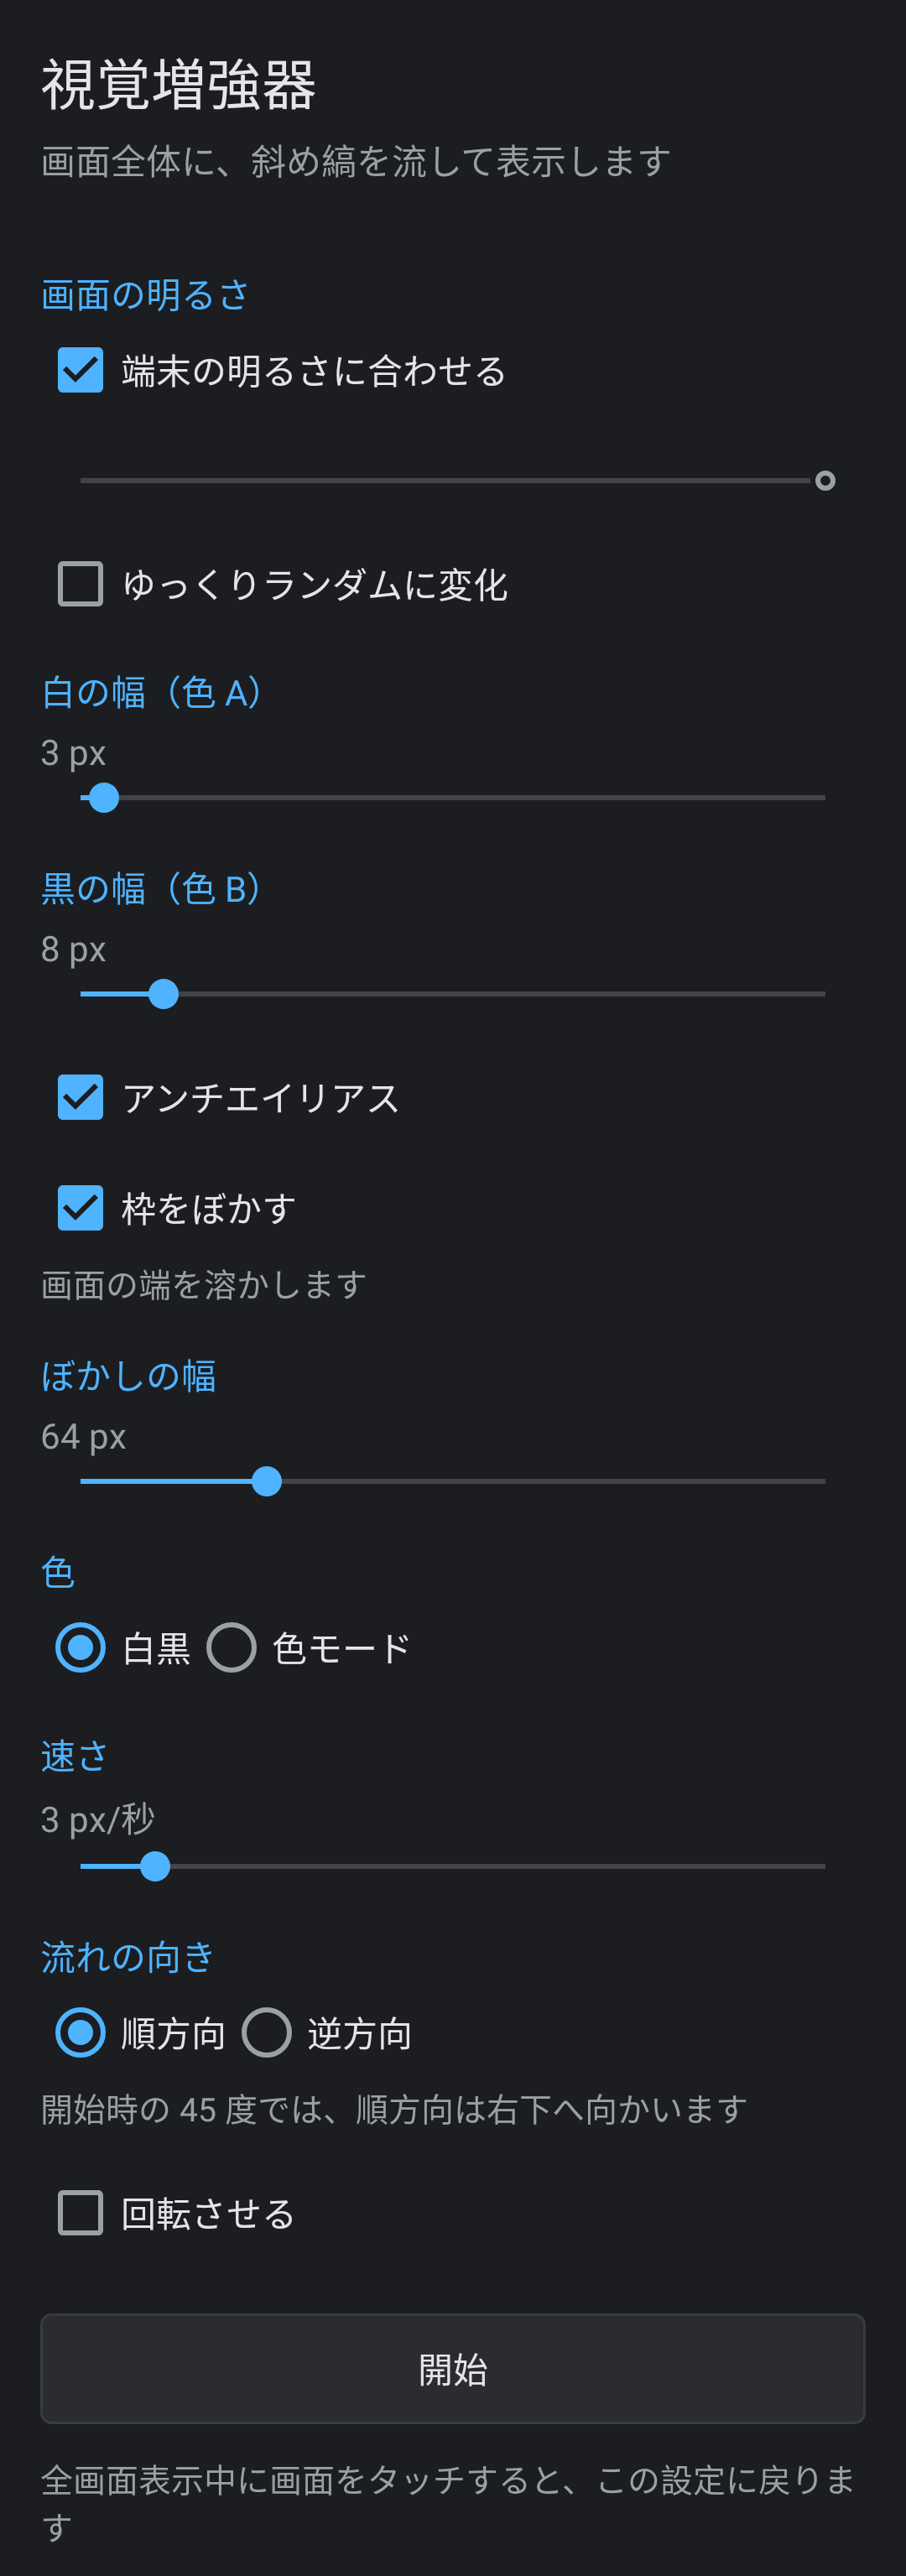 視覚増強器
画面全体に、斜め縞を流して表示します
画面の明るさ
端末の明るさに合わせる
ゆっくりランダムに変化
白の幅（色 A）
3 px
黒の幅（色 B）
8 px
アンチエイリアス
枠をぼかす
画面の端を溶かします
ぼかしの幅
64 px
色
白黒 色モード
速さ
3 px/秒
流れの向き
順方向 逆方向
開始時の 45 度では、順方向は右下へ向かいます
回転させる
開始
全画面表示中に画面をタッチすると、この設定に戻りま
す